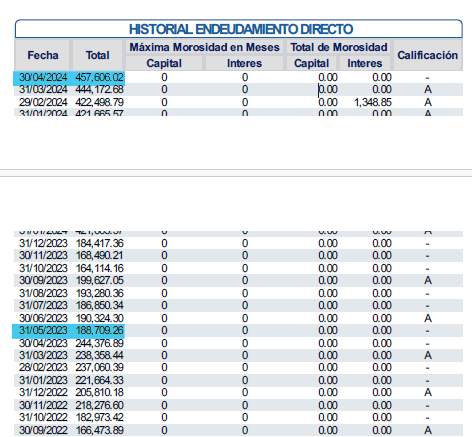 HISTORIAL ENDEUDAMIENTO DIRECTO
Fecha Total Máxima Morosidad en Meses Total de Morosidad Calificación
Capital Interes Capital Interes
30/04/2024 457,606.02 0 0 0.00 0.00 -
31/03/2024 444,172.68 0 0 0.00 0.00 A
29/02/2024 422,498.79 0 0 0.00 1,348.85 A
31/01/2024 421,665.57 0 0 0.00 0.00 A
31/01/2024 421,665.57 0 0 0.00 0.00 A
31/12/2023 184,417.36 0 0 0.00 0.00 -
30/11/2023 168,490.21 0 0 0.00 0.00 -
31/10/2023 164,114.16 0 0 0.00 0.00 -
30/09/2023 199,627.05 0 0 0.00 0.00 A
31/08/2023 193,280.36 0 0 0.00 0.00 -
31/07/2023 186,850.34 0 0 0.00 0.00 -
30/06/2023 190,324.30 0 0 0.00 0.00 A
31/05/2023 188,709.26 0 0 0.00 0.00 -
30/04/2023 244,376.89 0 0 0.00 0.00 -
31/03/2023 238,358.44 0 0 0.00 0.00 A
28/02/2023 237,060.39 0 0 0.00 0.00 -
31/01/2023 221,664.33 0 0 0.00 0.00 -
31/12/2022 205,810.18 0 0 0.00 0.00 A
30/11/2022 218,276.60 0 0 0.00 0.00 -
31/10/2022 182,973.42 0 0 0.00 0.00 -
30/09/2022 166,473.89 0 0 0.00 0.00 A